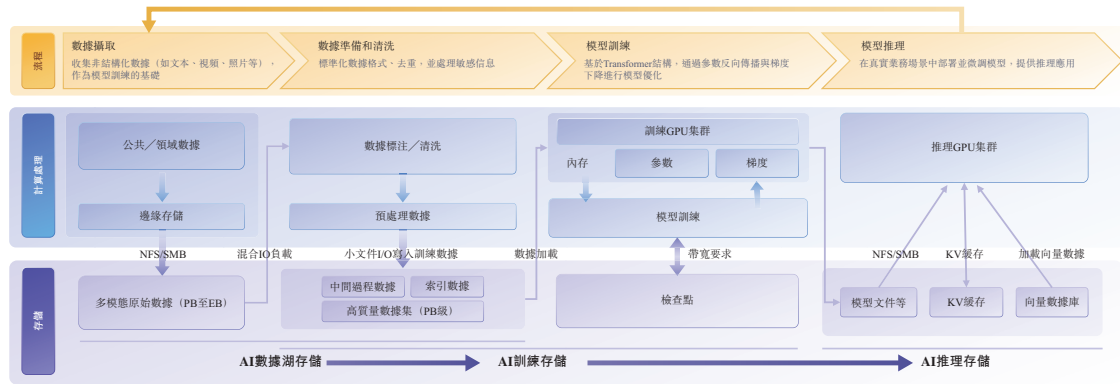 流程
數據攝取
收集非結構化數據（如文本、視頻、照片等），
作為模型訓練的基礎
數據準備和清洗
標準化數據格式、去重，並處理敏感信息
模型訓練
基於Transformer結構，通過參數反向傳播與梯度
下降進行模型優化
模型推理
在真實業務場景中部署並微調模型，提供推理應用
計算處理
公共／領域數據
邊緣存儲
數據標注／清洗
預處理數據
訓練GPU集群
內存
參數
梯度
模型訓練
推理GPU集群
NFS/SMB
混合IO負載
小文件I/O寫入訓練數據
數據加載
帶寬要求
NFS/SMB
KV緩存
加載向量數據
存儲
多模態原始數據（PB至EB）
中間過程數據
索引數據
高質量數據集（PB級）
檢查點
模型文件等
KV緩存
向量數據庫
AI數據湖存儲
AI訓練存儲
AI推理存儲